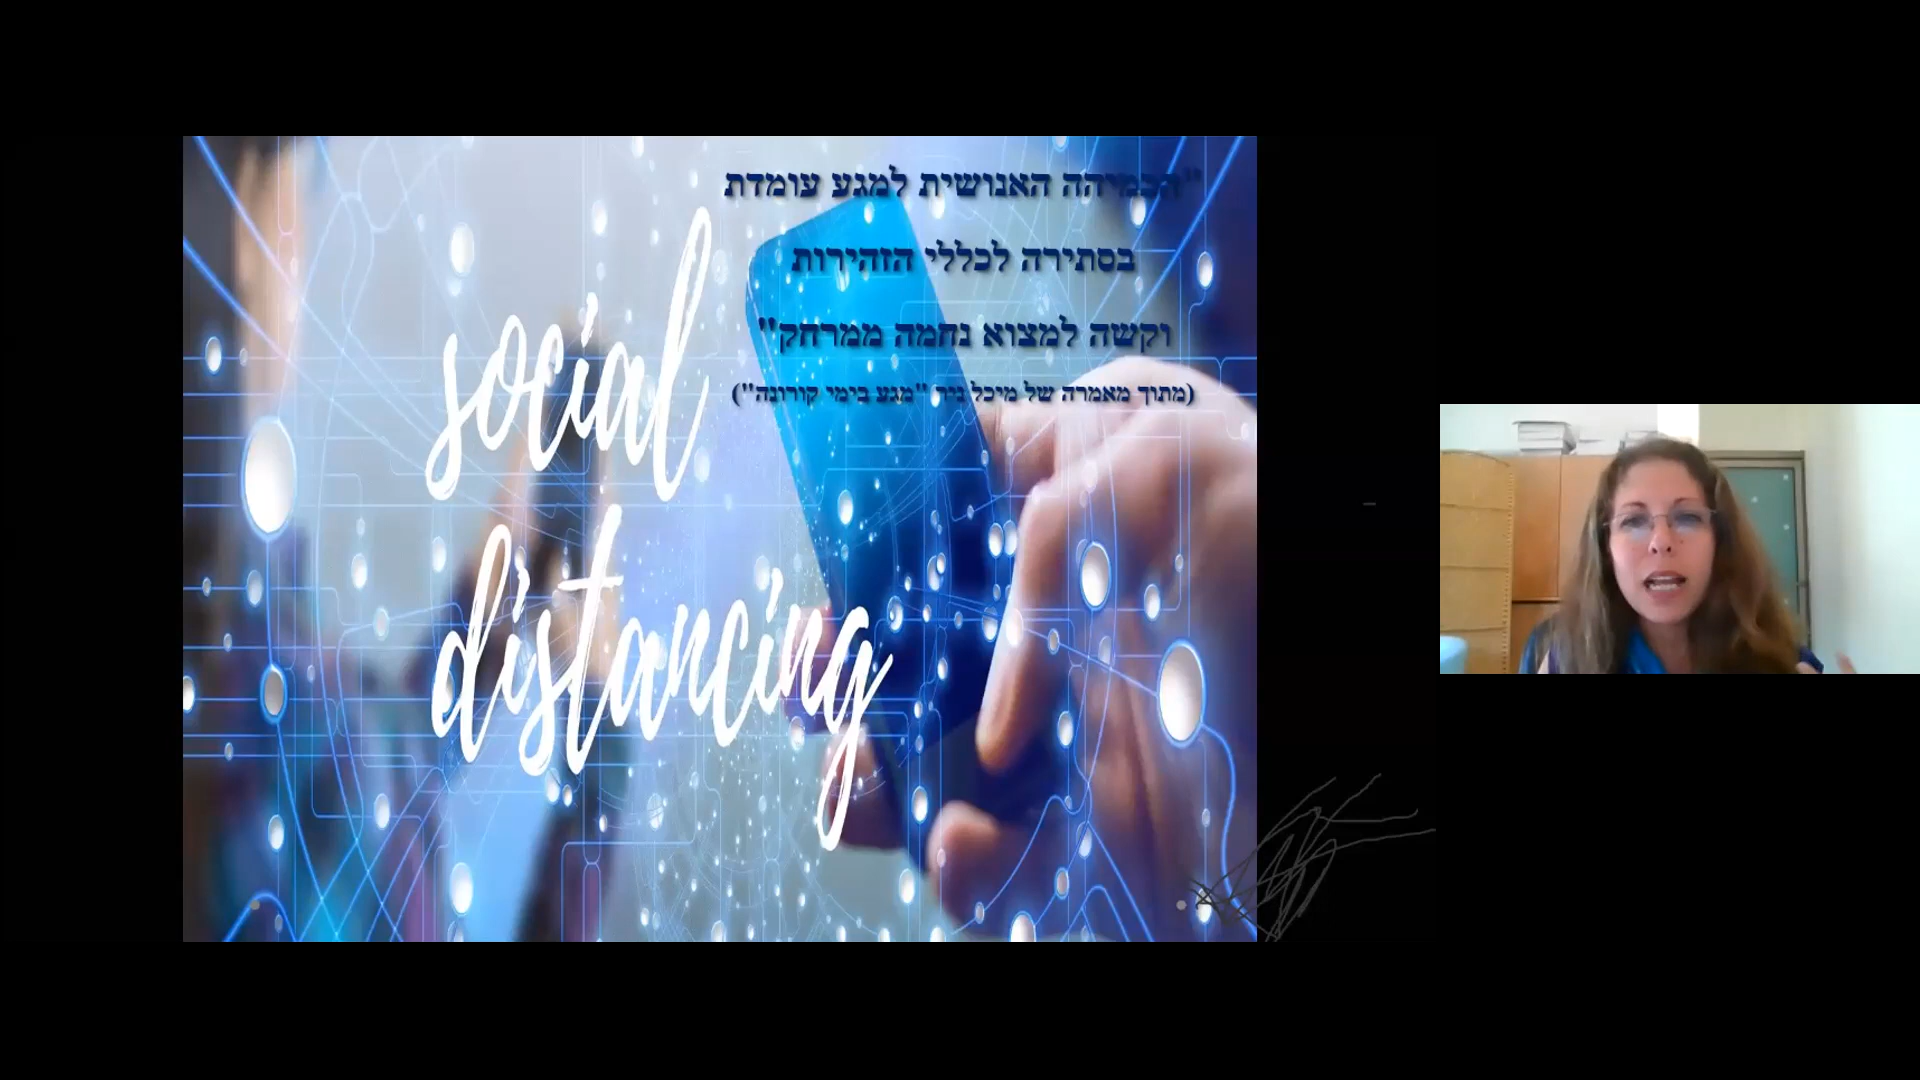 "הכמיהה האנושית למגע עומדת
בסתירה לכללי הזהירות
וקשה למצוא נחמה ממרחק"
(מתוך מאמרה של מיכל ניר "מגע בימי קורונה")
social
distancing